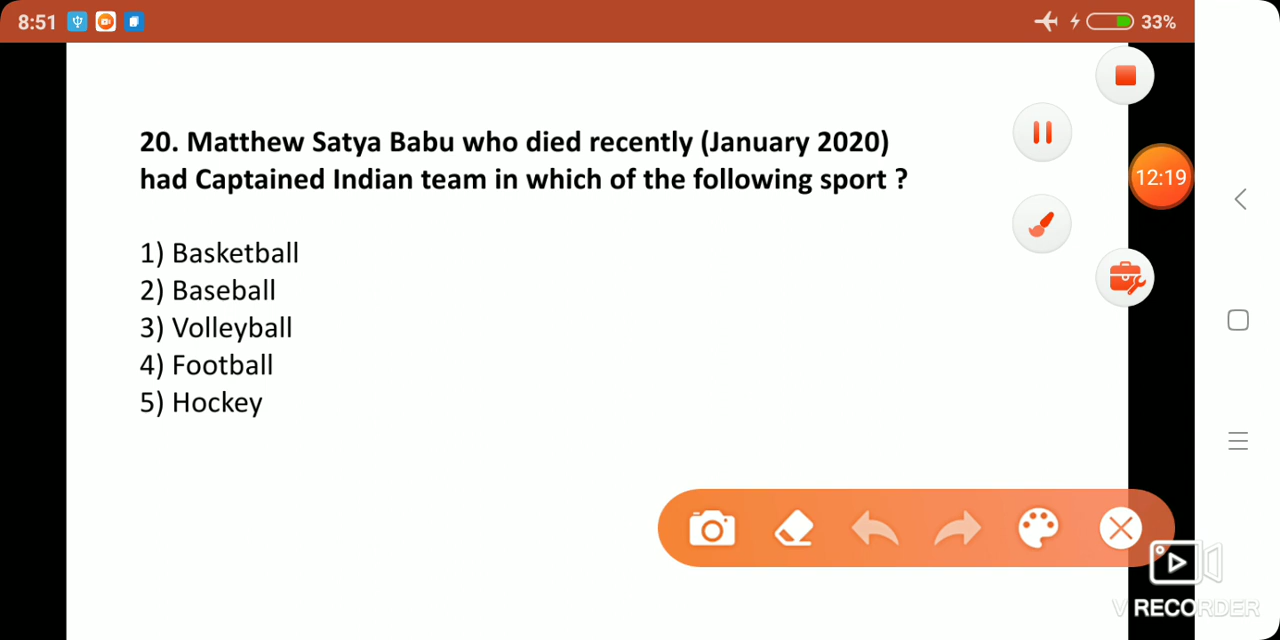 8:51
33%
20. Matthew Satya Babu who died recently (January 2020)
had Captained Indian team in which of the following sport ?
12:19
1) Basketball
2) Baseball
3) Volleyball
4) Football
5) Hockey
V RECORDER